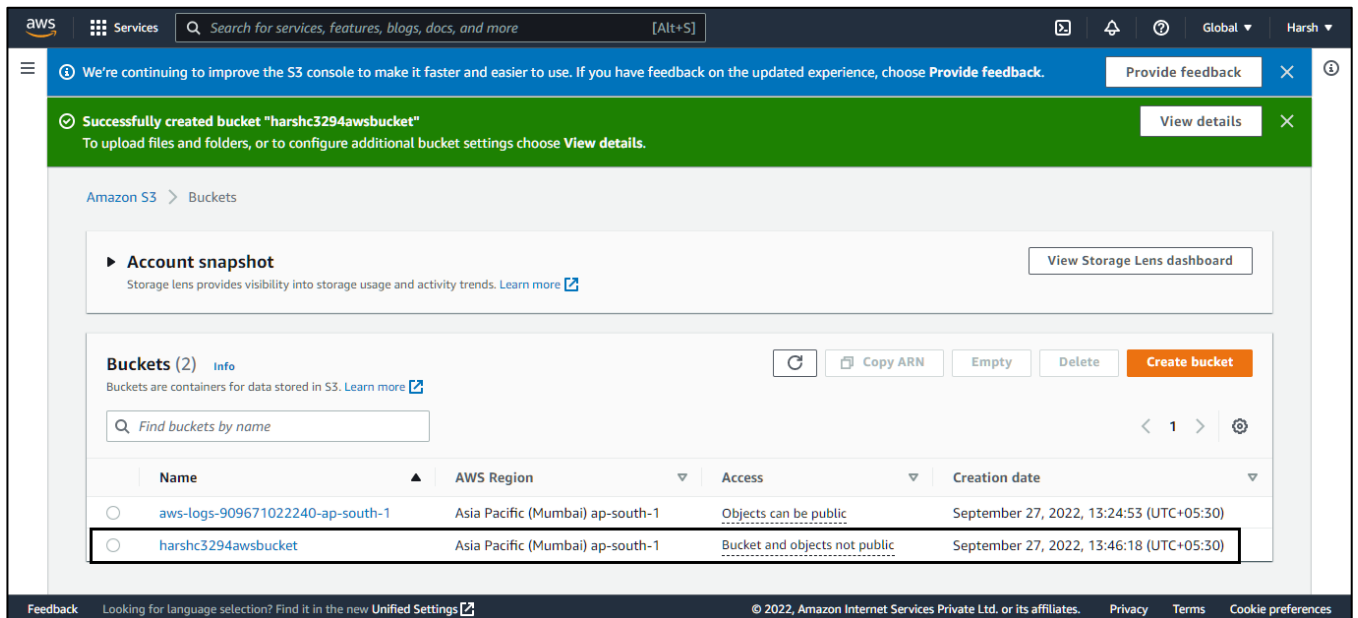 aws Services Search for services, features, blogs, docs, and more [Alt+S] Global Harsh
We're continuing to improve the S3 console to make it faster and easier to use. If you have feedback on the updated experience, choose Provide feedback. Provide feedback
Successfully created bucket "harshc3294awsbucket" View details
To upload files and folders, or to configure additional bucket settings choose View details.
Amazon S3 > Buckets
Account snapshot View Storage Lens dashboard
Storage lens provides visibility into storage usage and activity trends. Learn more
Buckets (2) Info Copy ARN Empty Delete Create bucket
Buckets are containers for data stored in S3. Learn more
Find buckets by name 1
Name AWS Region Access Creation date
aws-logs-909671022240-ap-south-1 Asia Pacific (Mumbai) ap-south-1 Objects can be public September 27, 2022, 13:24:53 (UTC+05:30)
harshc3294awsbucket Asia Pacific (Mumbai) ap-south-1 Bucket and objects not public September 27, 2022, 13:46:18 (UTC+05:30)
Feedback Looking for language selection? Find it in the new Unified Settings © 2022, Amazon Internet Services Private Ltd. or its affiliates. Privacy Terms Cookie preferences